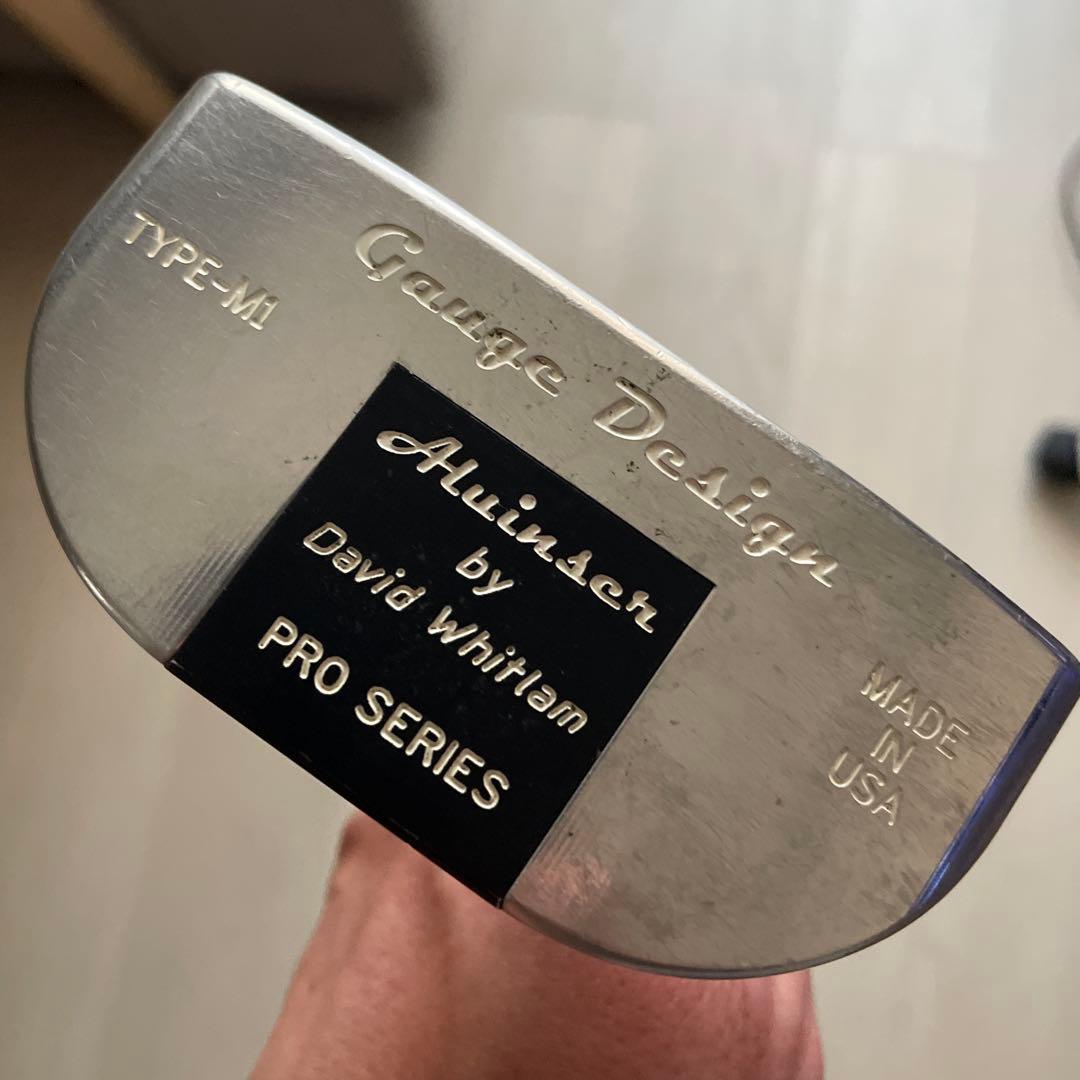 TYPE-M1
Gauge Design
Aluinser
by
David Whitlam
PRO SERIES
MADE
IN
USA